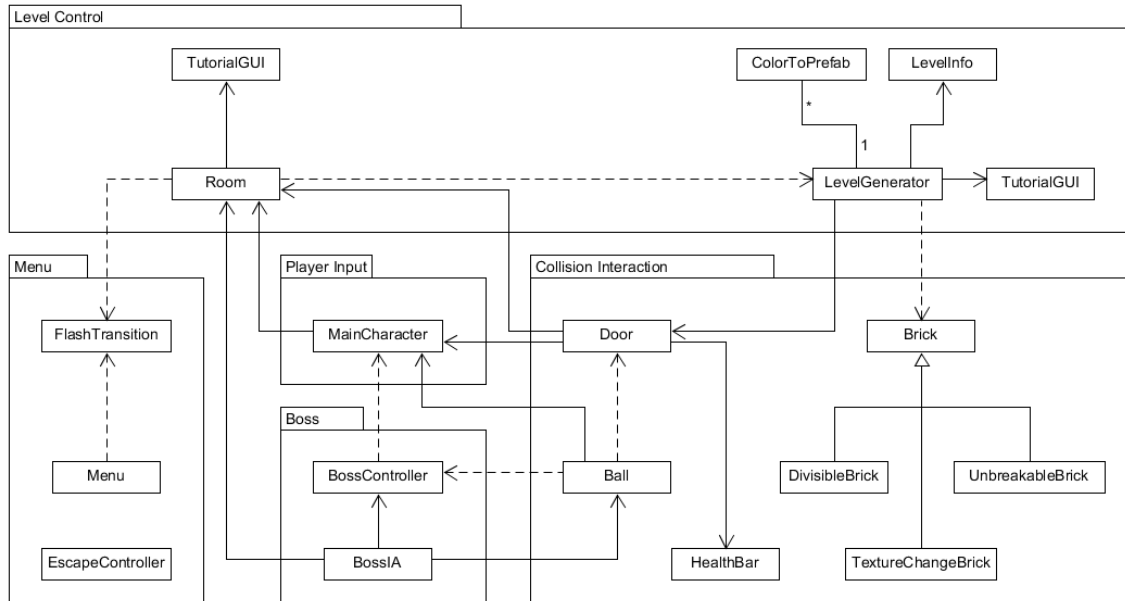 Level Control
TutorialGUI
ColorToPrefab
LevelInfo
*
1
Room
LevelGenerator
TutorialGUI
Menu
Player Input
Collision Interaction
FlashTransition
MainCharacter
Door
Brick
Boss
Menu
BossController
Ball
DivisibleBrick
UnbreakableBrick
EscapeController
BossIA
HealthBar
TextureChangeBrick